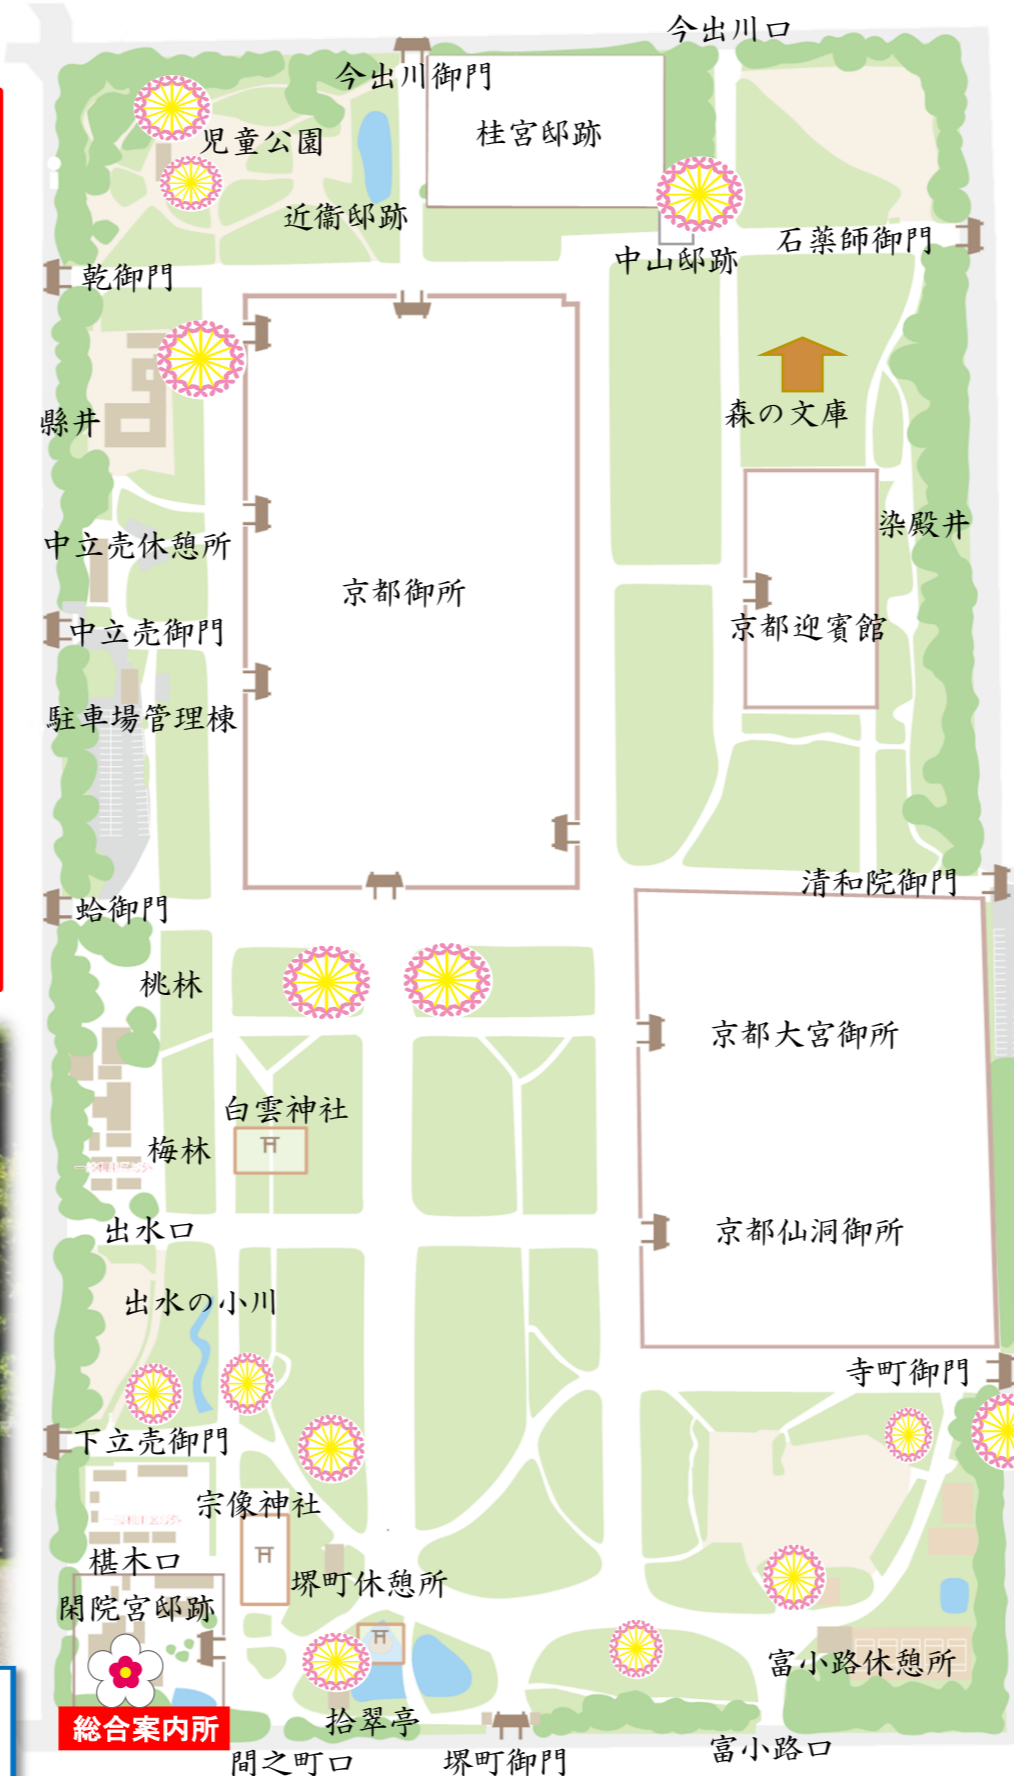 今出川口
今出川御門
桂宮邸跡
児童公園
近衞邸跡
中山邸跡
石薬師御門
乾御門
森の文庫
縣井
染殿井
中立売休憩所
京都御所
中立売御門
京都迎賓館
駐車場管理棟
清和院御門
蛤御門
桃林
京都大宮御所
白雲神社
梅林
出水口
京都仙洞御所
出水の小川
寺町御門
下立売御門
宗像神社
椹木口
堺町休憩所
閑院宮邸跡
富小路休憩所
総合案内所
拾翠亭
間之町口
堺町御門
富小路口